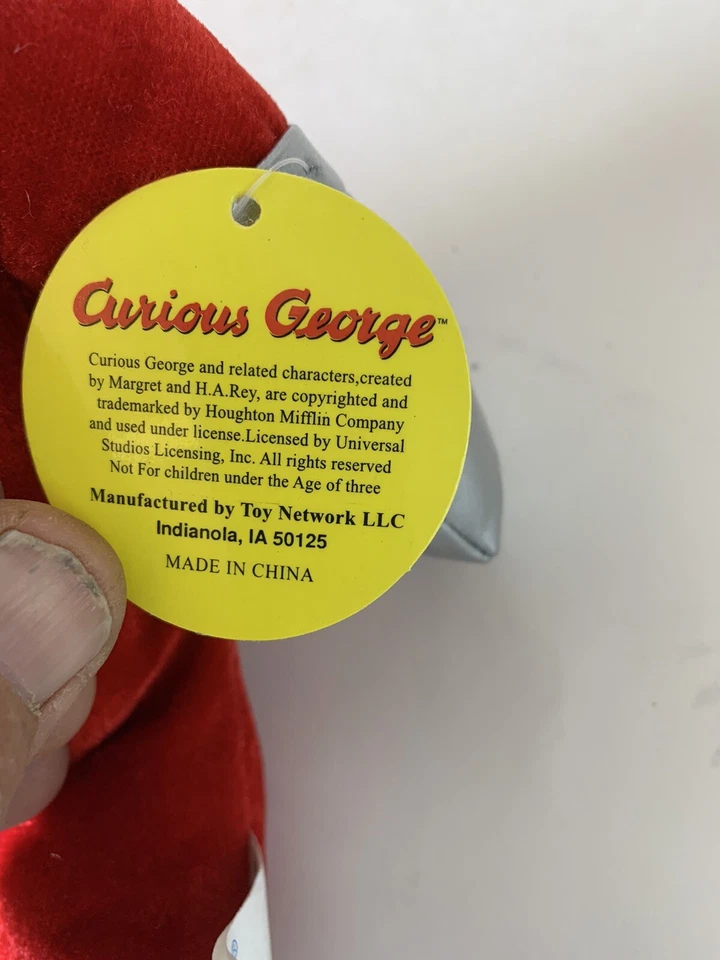 Curious George™
Curious George and related characters,created
by Margret and H.A.Rey, are copyrighted and
trademarked by Houghton Mifflin Company
and used under license.Licensed by Universal
Studios Licensing, Inc. All rights reserved
Not For children under the Age of three
Manufactured by Toy Network LLC
Indianola, IA 50125
MADE IN CHINA